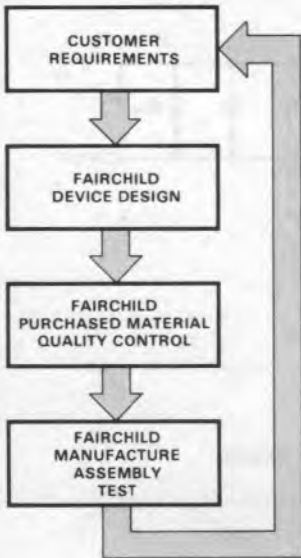 CUSTOMER
REQUIREMENTS
FAIRCHILD
DEVICE DESIGN
FAIRCHILD
PURCHASED MATERIAL
QUALITY CONTROL
FAIRCHILD
MANUFACTURE
ASSEMBLY
TEST